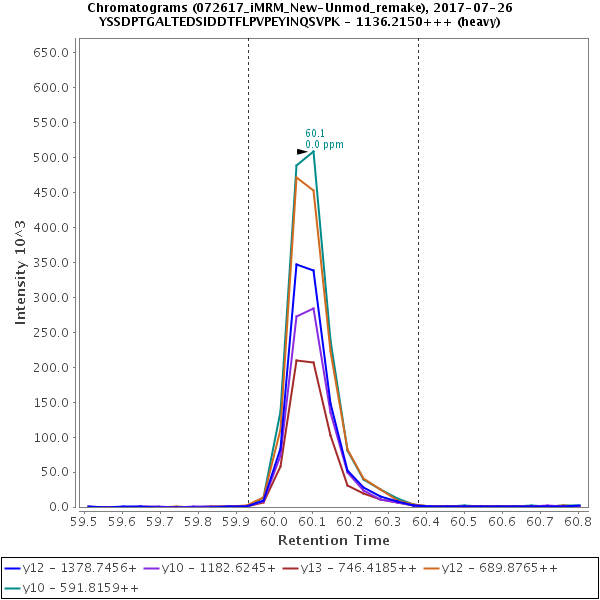 Chromatograms (072617_iMRM_New-Unmod_remake), 2017-07-26
YSSDPTGALTEDSIDDTFLPVPEYINQSVPK - 1136.2150+++ (heavy)
650.0
600.0
550.0
500.0
450.0
400.0
350.0
300.0
250.0
200.0
150.0
100.0
50.0
0.0
Intensity 10^3
60.1
0.0 ppm
59.5 59.6 59.7 59.8 59.9 60.0 60.1 60.2 60.3 60.4 60.5 60.6 60.7 60.8
Retention Time
y12 - 1378.7456+ y10 - 1182.6245+ y13 - 746.4185++ y12 - 689.8765++
y10 - 591.8159++